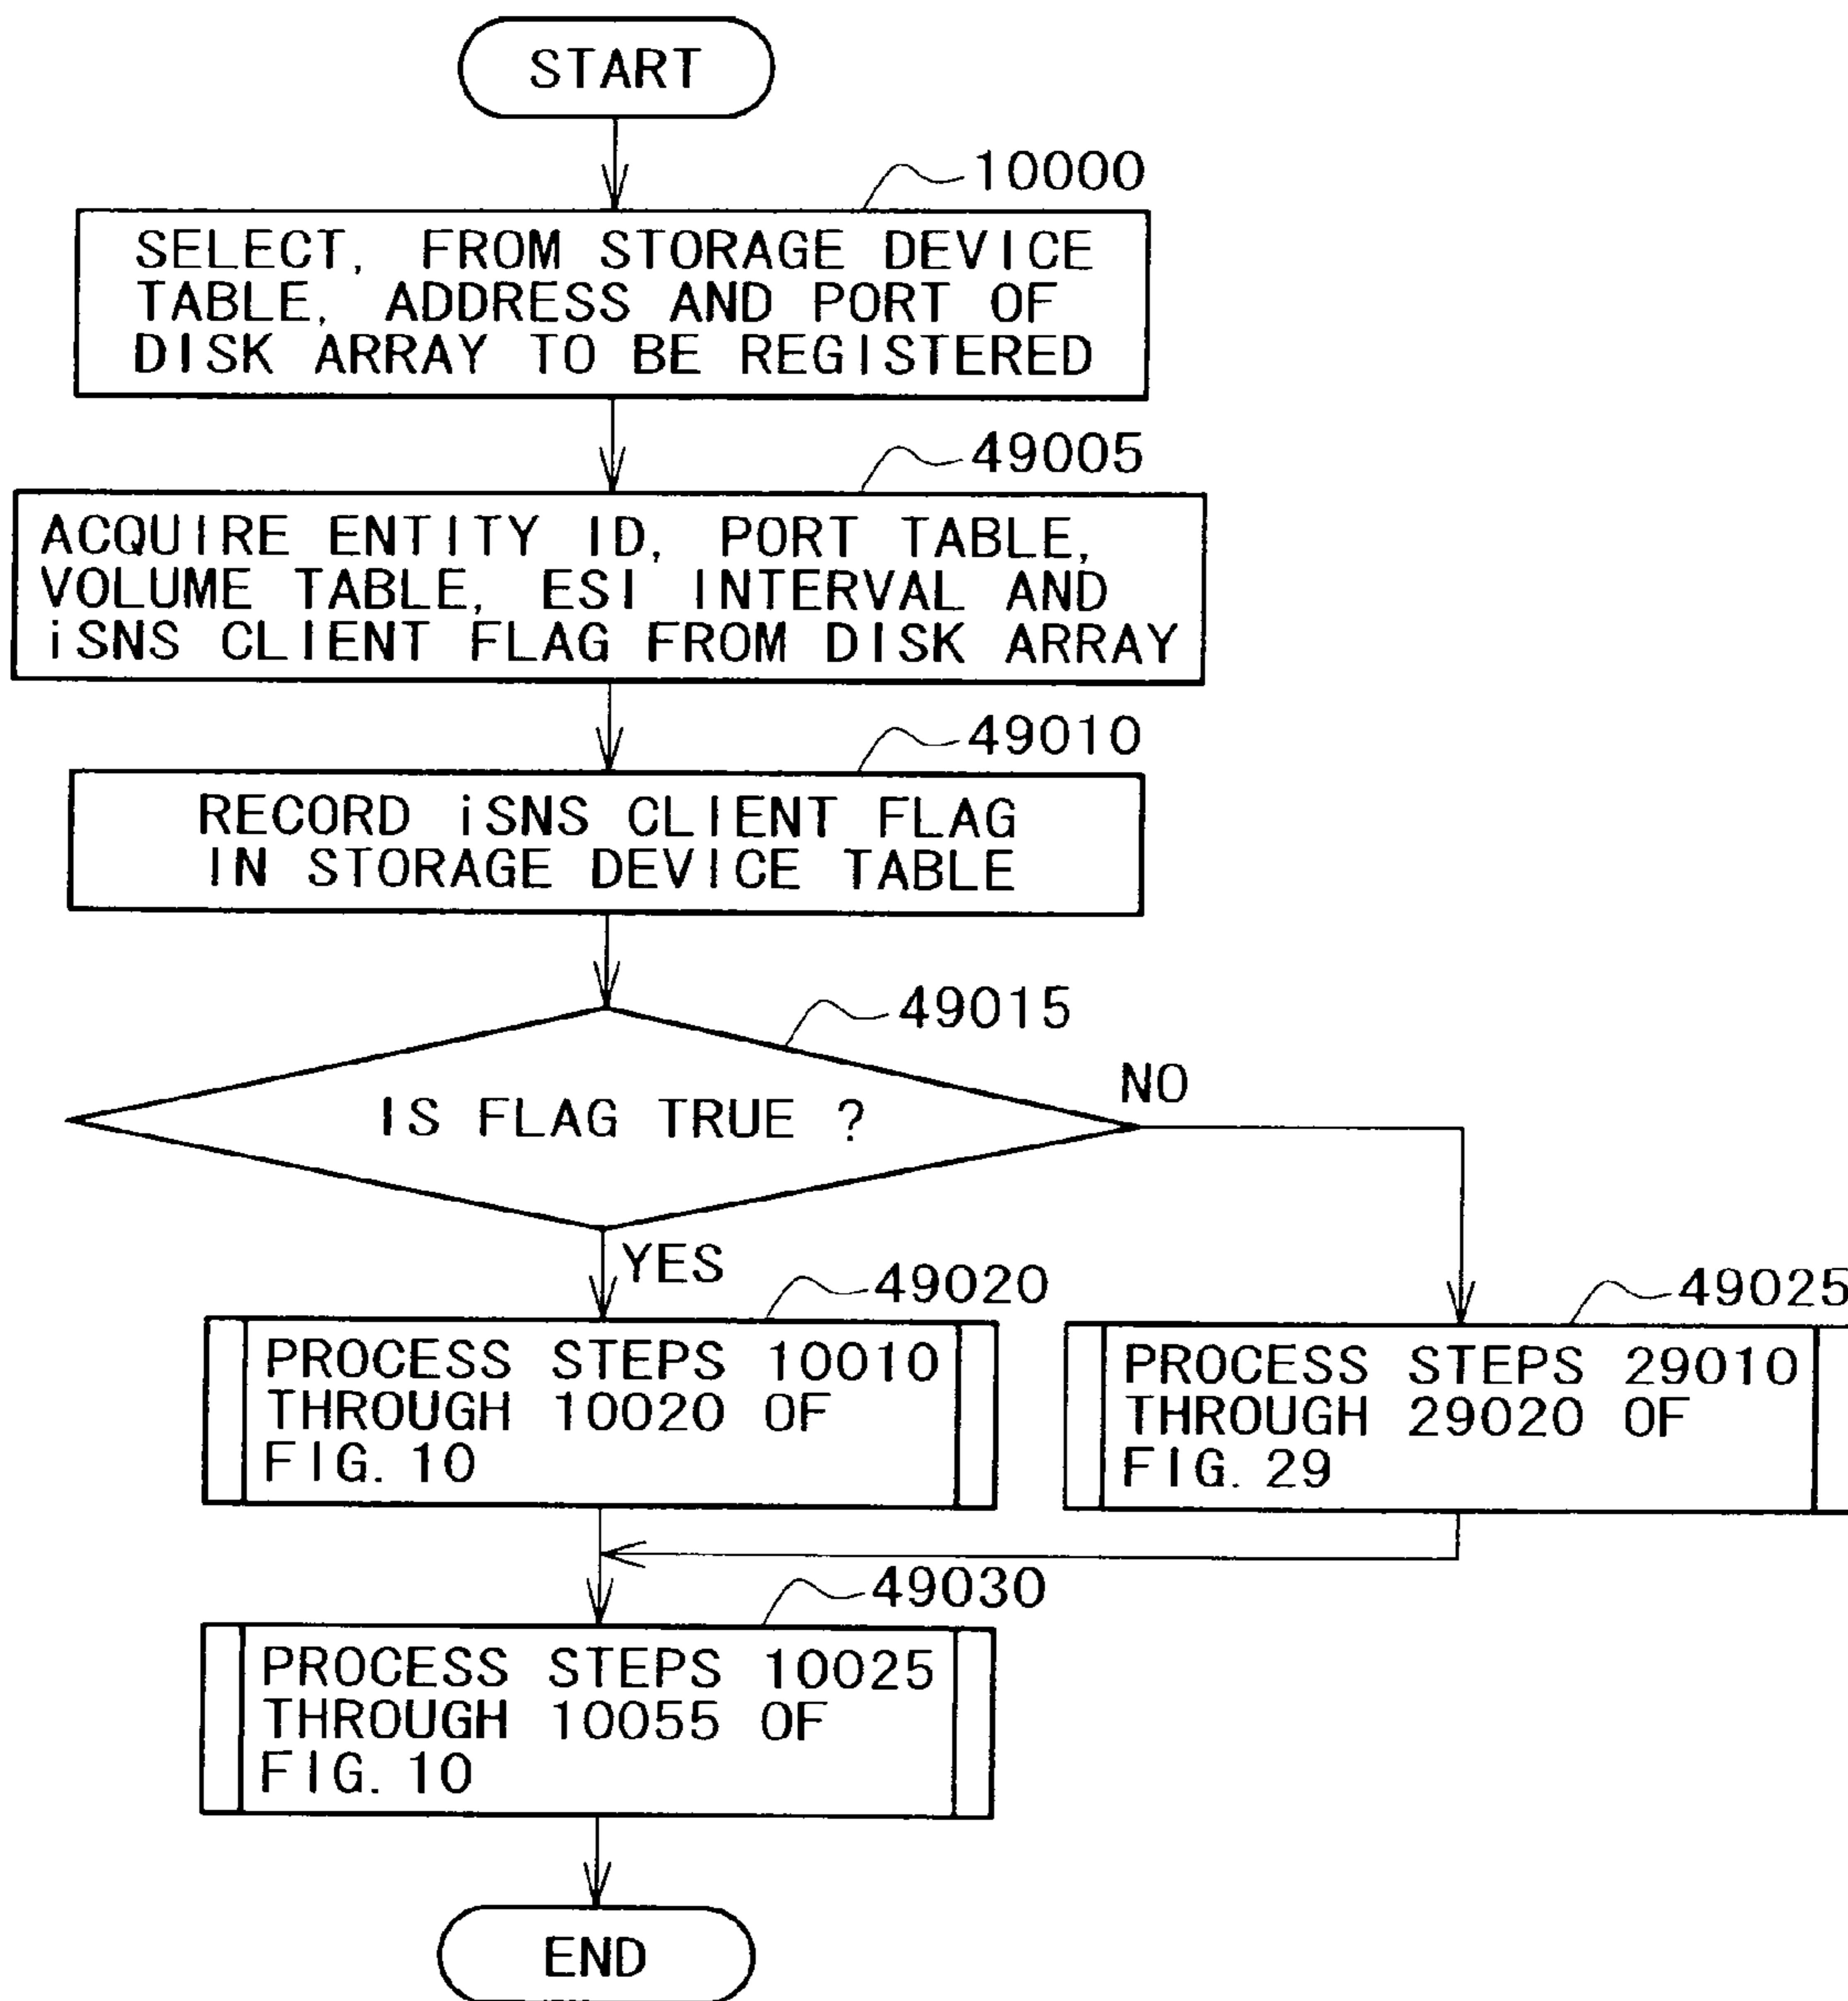 START
10000
SELECT, FROM STORAGE DEVICE
TABLE, ADDRESS AND PORT OF
DISK ARRAY TO BE REGISTERED
49005
ACQUIRE ENTITY ID, PORT TABLE,
VOLUME TABLE, ESI INTERVAL AND
iSNS CLIENT FLAG FROM DISK ARRAY
49010
RECORD iSNS CLIENT FLAG
IN STORAGE DEVICE TABLE
49015
IS FLAG TRUE ?
NO
YES
49020
PROCESS STEPS 10010
THROUGH 10020 OF
FIG. 10
49025
PROCESS STEPS 29010
THROUGH 29020 OF
FIG. 29
49030
PROCESS STEPS 10025
THROUGH 10055 OF
FIG. 10
END